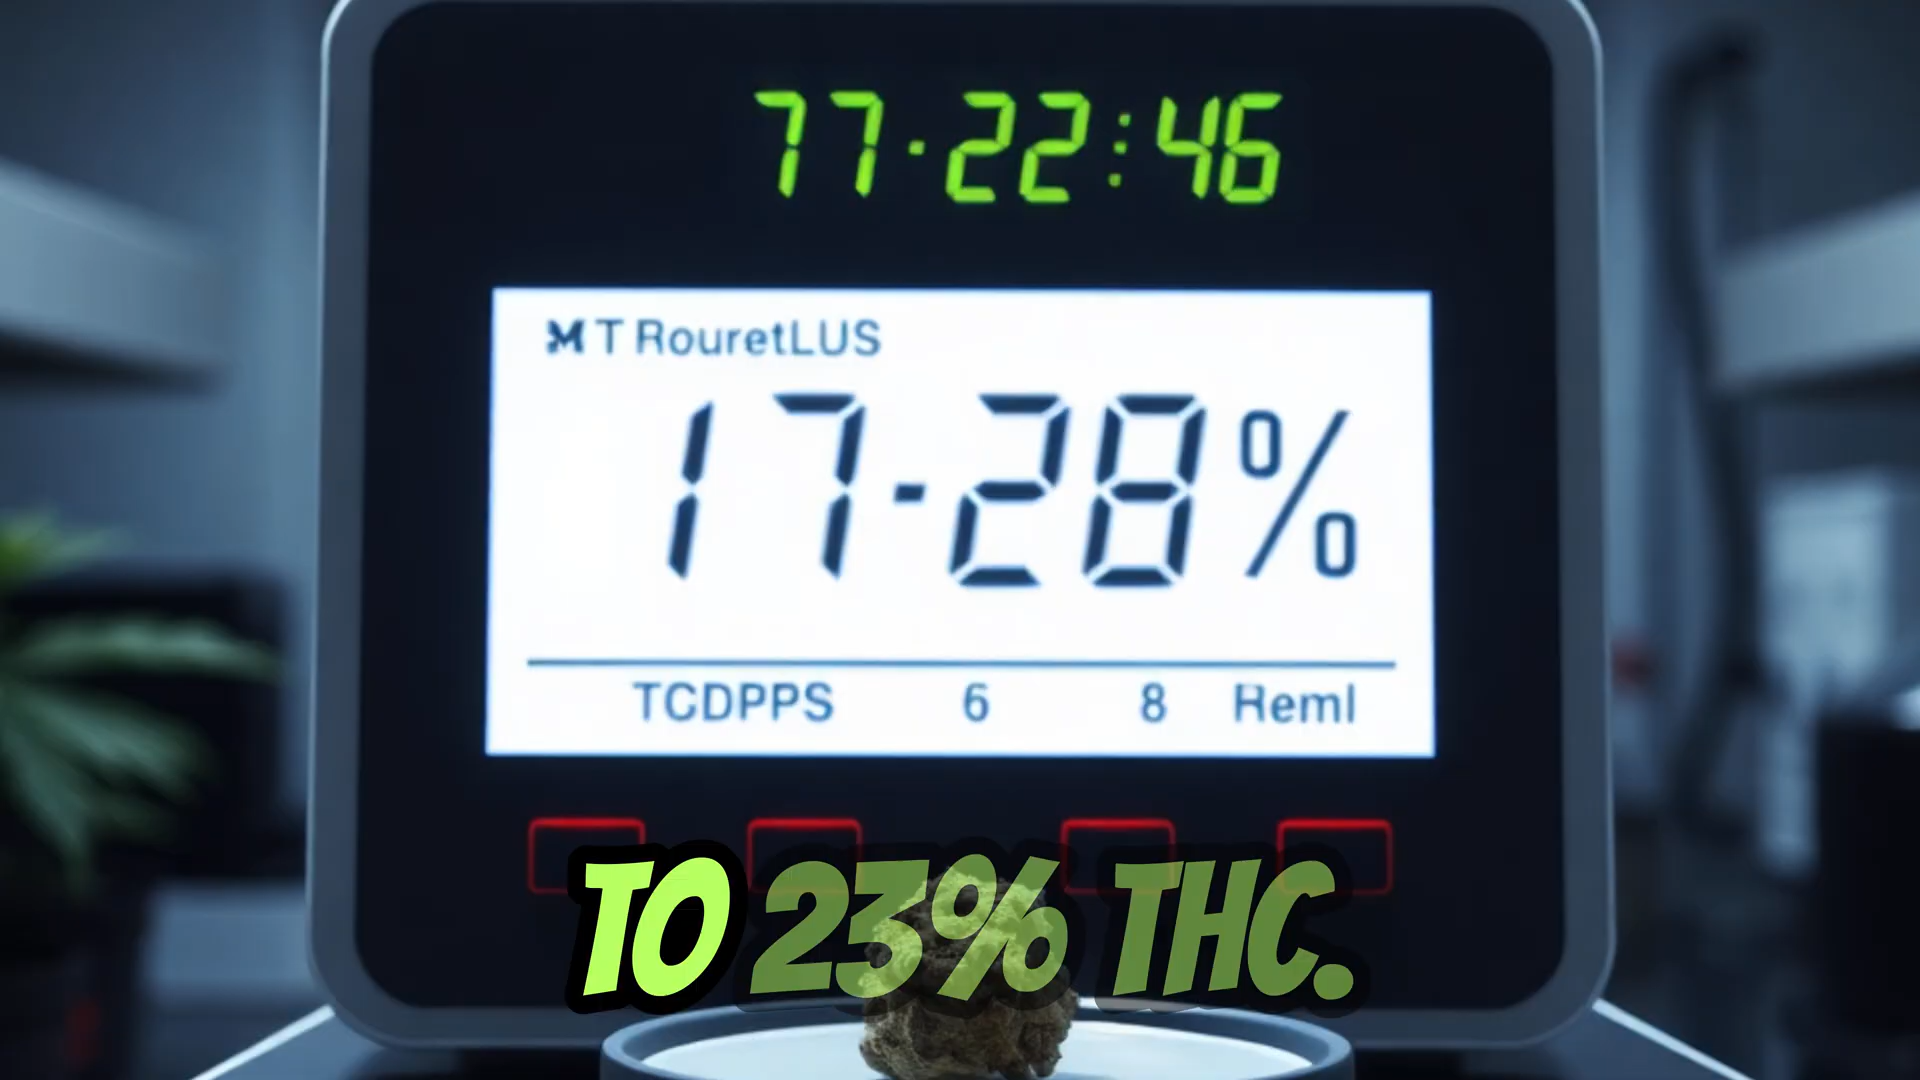 77·22:46
MT RouretLUS
17-28%
TCDPPS 6 8 Reml
TO 23% THC.